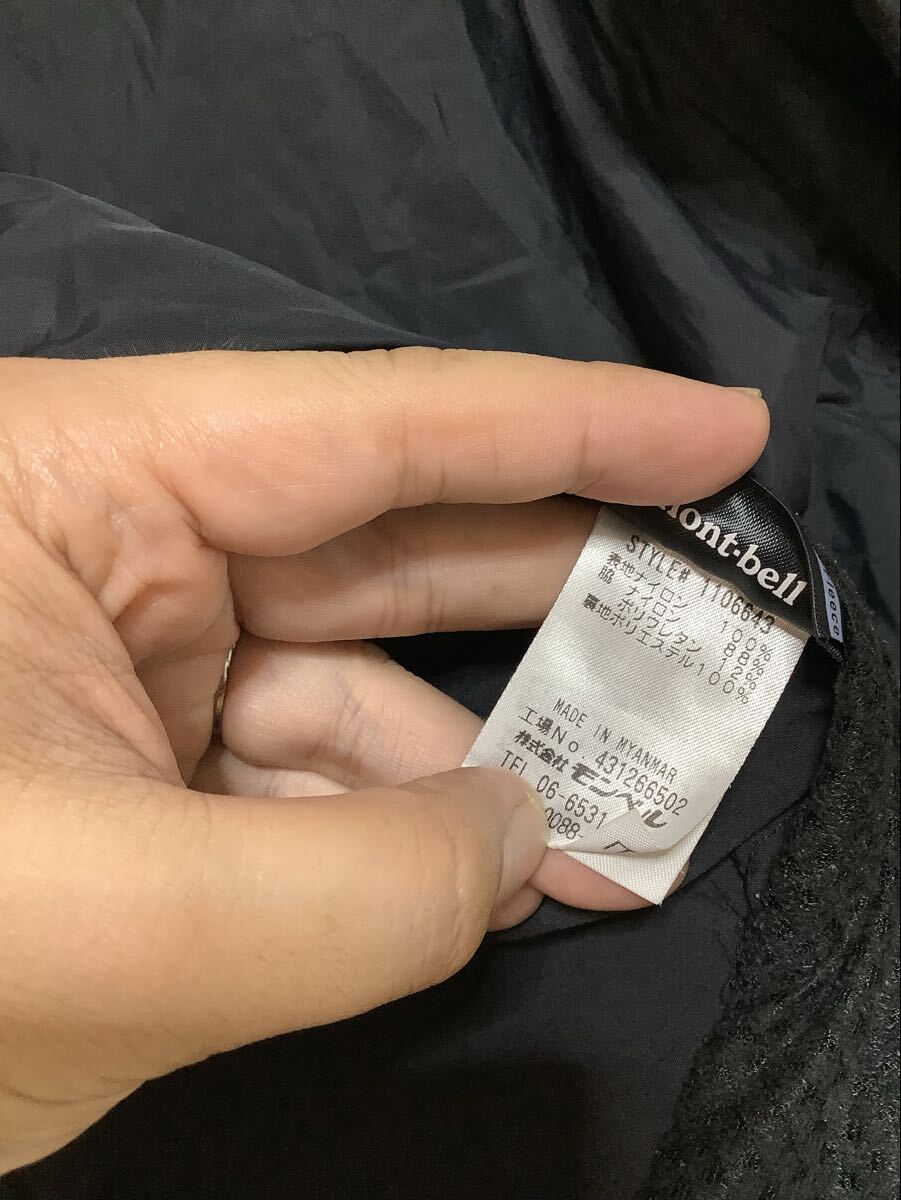 mont-bell
STYLE# 1106643
表地ナイロン 100%
脇 ナイロン 88%
ポリウレタン 12%
裏地ポリエステル100%
MADE IN MYANMAR
工場No 431266502
株式会社モンベル
TEL 06-6531
0088-